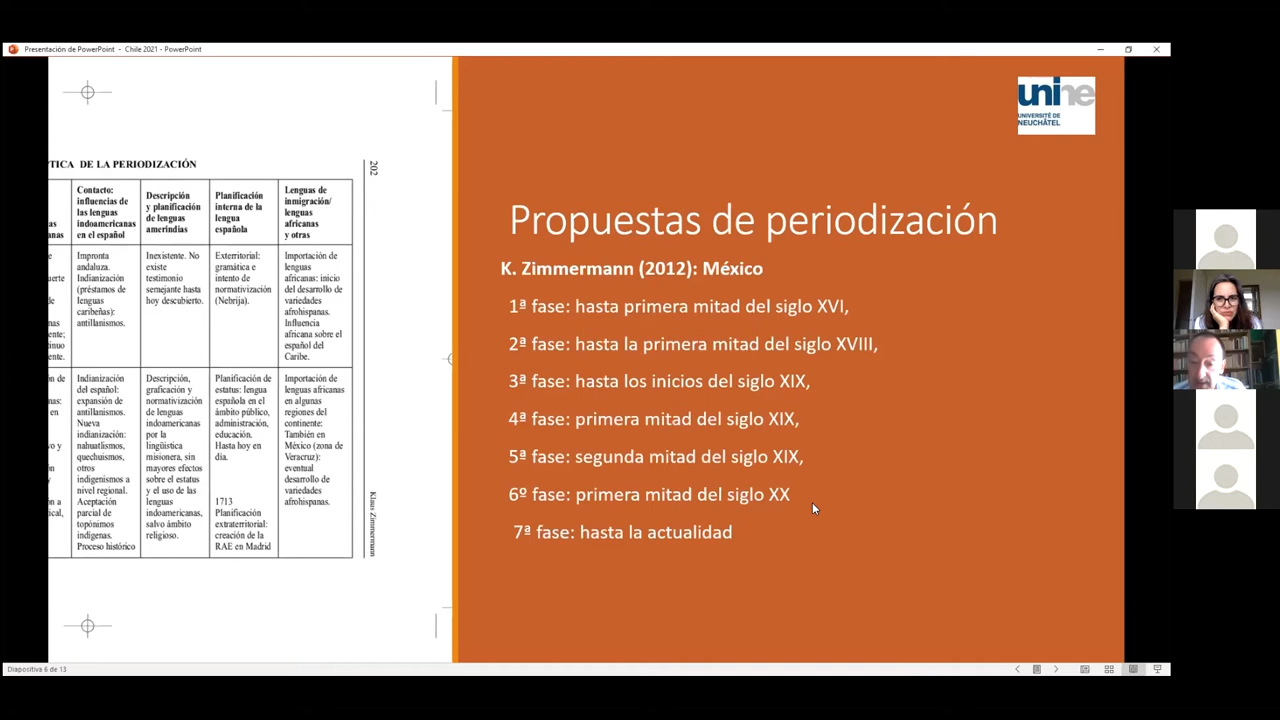 Presentación de PowerPoint - Chile 2021 - PowerPoint
TICA DE LA PERIODIZACIÓN
202
Contacto:
influencias de
las lenguas
indoamericanas
en el español
Descripción
y planificación
de lenguas
amerindias
Planificación
interna de la
lengua
española
Lenguas de
inmigración/
lenguas
africanas
y otras
Impronta
andaluza.
Indianización
(préstamos de
lenguas
caribeñas):
antillanismos.
Inexistente. No
existe
testimonio
semejante hasta
hoy descubierto.
Exterritorial:
gramática e
intento de
normativización
(Nebrija).
Importación de
lenguas
africanas: inicio
del desarrollo de
variedades
afrohispanas.
Influencia
africana sobre el
español del
Caribe.
Indianización
del español:
expansión de
antillanismos.
Nueva
indianización:
nahuatlismos,
quechuismos,
otros
indigenismos a
nivel regional.
Aceptación
parcial de
topónimos
indígenas.
Proceso histórico
Descripción,
graficación y
normativización
de lenguas
indoamericanas
por la
lingüística
misionera, sin
mayores efectos
sobre el estatus
y el uso de las
lenguas
indoamericanas,
salvo ámbito
religioso.
Planificación de
estatus: lengua
española en el
ámbito público,
administración,
educación.
Hasta hoy en
día.
1713
Planificación
extraterritorial:
creación de la
RAE en Madrid
Importación de
lenguas africanas
en algunas
regiones del
continente:
También en
México (zona de
Veracruz):
eventual
desarrollo de
variedades
afrohispanas.
Klaus Zimmermann
unine
UNIVERSITÉ DE
NEUCHÂTEL
Propuestas de periodización
K. Zimmermann (2012): México
1ª fase: hasta primera mitad del siglo XVI,
2ª fase: hasta la primera mitad del siglo XVIII,
3ª fase: hasta los inicios del siglo XIX,
4ª fase: primera mitad del siglo XIX,
5ª fase: segunda mitad del siglo XIX,
6º fase: primera mitad del siglo XX
7ª fase: hasta la actualidad
Diapositiva 6 de 13